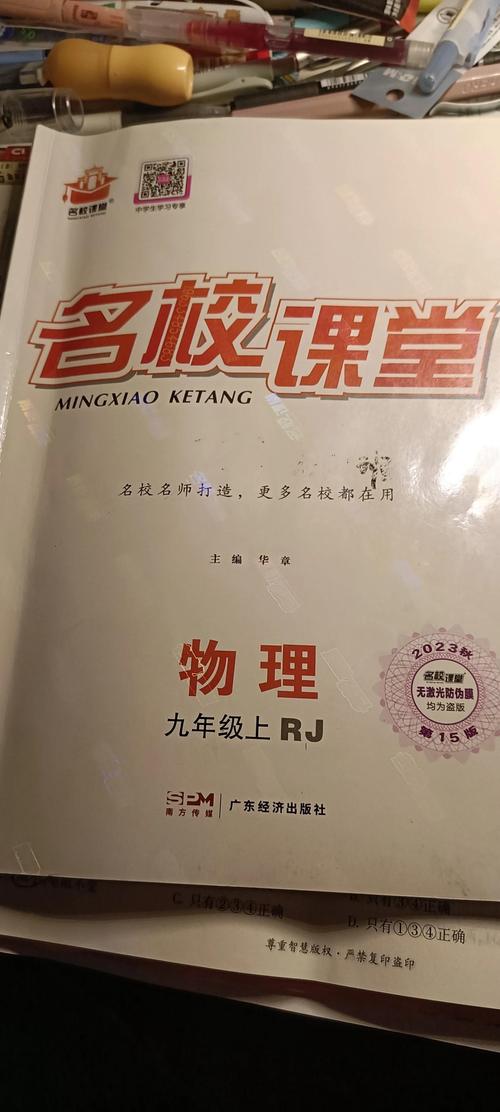 名校课堂
MINGXIAO KETANG
中学生学习专享
名校课堂
MINGXIAO KETANG
名校名师打造，更多名校都在用
主编 华章
物理
九年级上 RJ
2023秋
名校课堂
无激光防伪膜
均为盗版
第15版
SPM
南方传媒
广东经济出版社
C. 只有②③④正确
D. 只有①③④正确
尊重智慧版权·严禁复印盗印